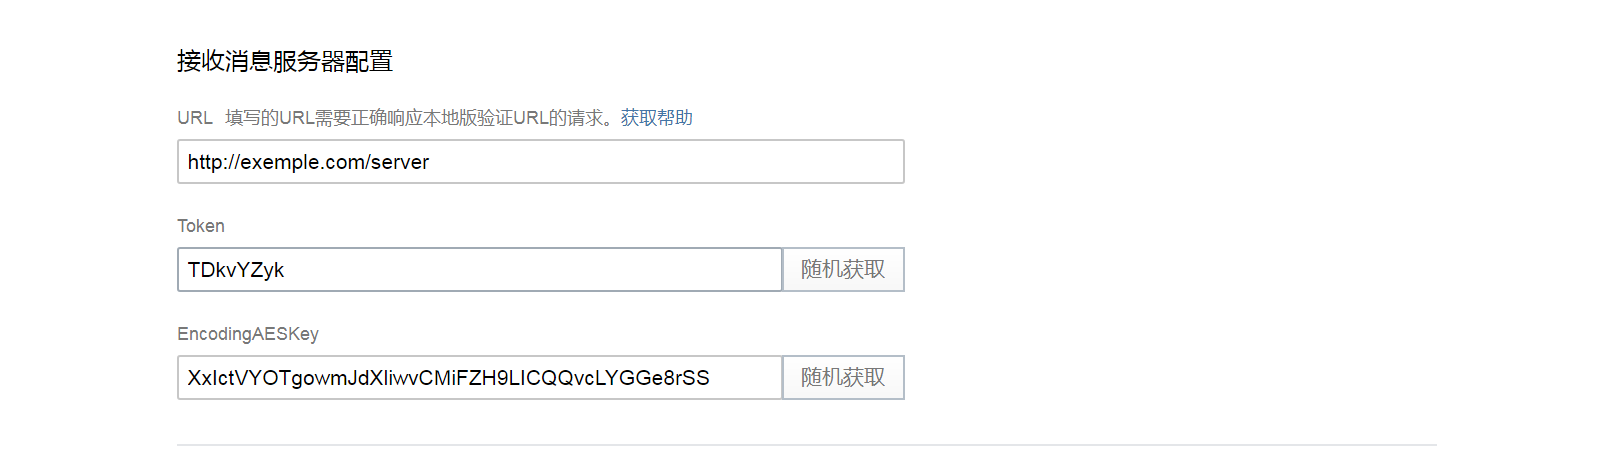 接收消息服务器配置
URL 填写的URL需要正确响应本地版验证URL的请求。获取帮助
http://exemple.com/server
Token
TDkvYZyk 随机获取
EncodingAESKey
XxIctVYOTgowmJdXIiwvCMiFZH9LICQQvcLYGGe8rSS 随机获取